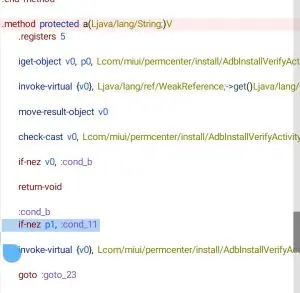 .end method
.method protected a(Ljava/lang/String;)V
.registers 5
iget-object v0, p0, Lcom/miui/permcenter/install/AdbInstallVerifyActivity
invoke-virtual {v0}, Ljava/lang/ref/WeakReference;->get()Ljava/lang/
move-result-object v0
check-cast v0, Lcom/miui/permcenter/install/AdbInstallVerifyActivity
if-nez v0, :cond_b
return-void
:cond_b
if-nez p1, :cond_11
invoke-virtual {v0}, Lcom/miui/permcenter/install/AdbInstallVerifyA
goto :goto_23